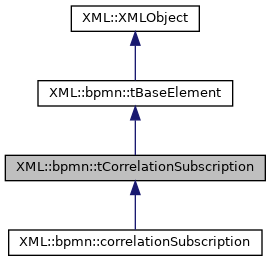 XML::XMLObject
XML::bpmn::tBaseElement
XML::bpmn::tCorrelationSubscription
XML::bpmn::correlationSubscription